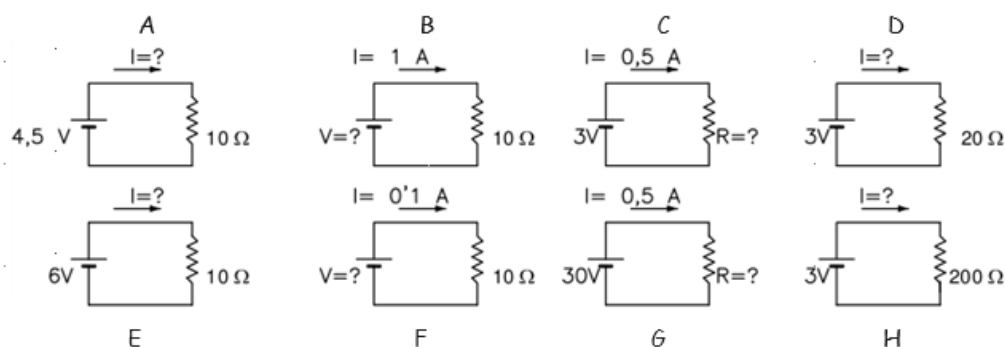 A B C D
I=? I= 1 A I= 0,5 A I=?
4,5 V 10 Ω V=? 10 Ω 3V R=? 3V 20 Ω
I=? I= 0'1 A I= 0,5 A I=?
6V 10 Ω V=? 10 Ω 30V R=? 3V 200 Ω
E F G H